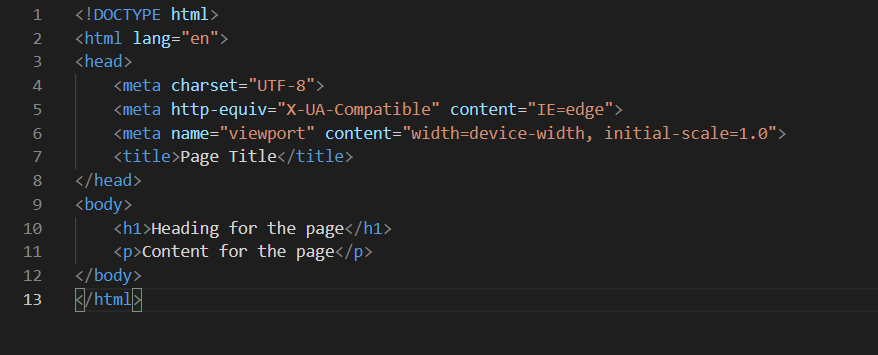 1 <!DOCTYPE html>
2 <html lang="en">
3 <head>
4     <meta charset="UTF-8">
5     <meta http-equiv="X-UA-Compatible" content="IE=edge">
6     <meta name="viewport" content="width=device-width, initial-scale=1.0">
7     <title>Page Title</title>
8 </head>
9 <body>
10     <h1>Heading for the page</h1>
11     <p>Content for the page</p>
12 </body>
13 </html>